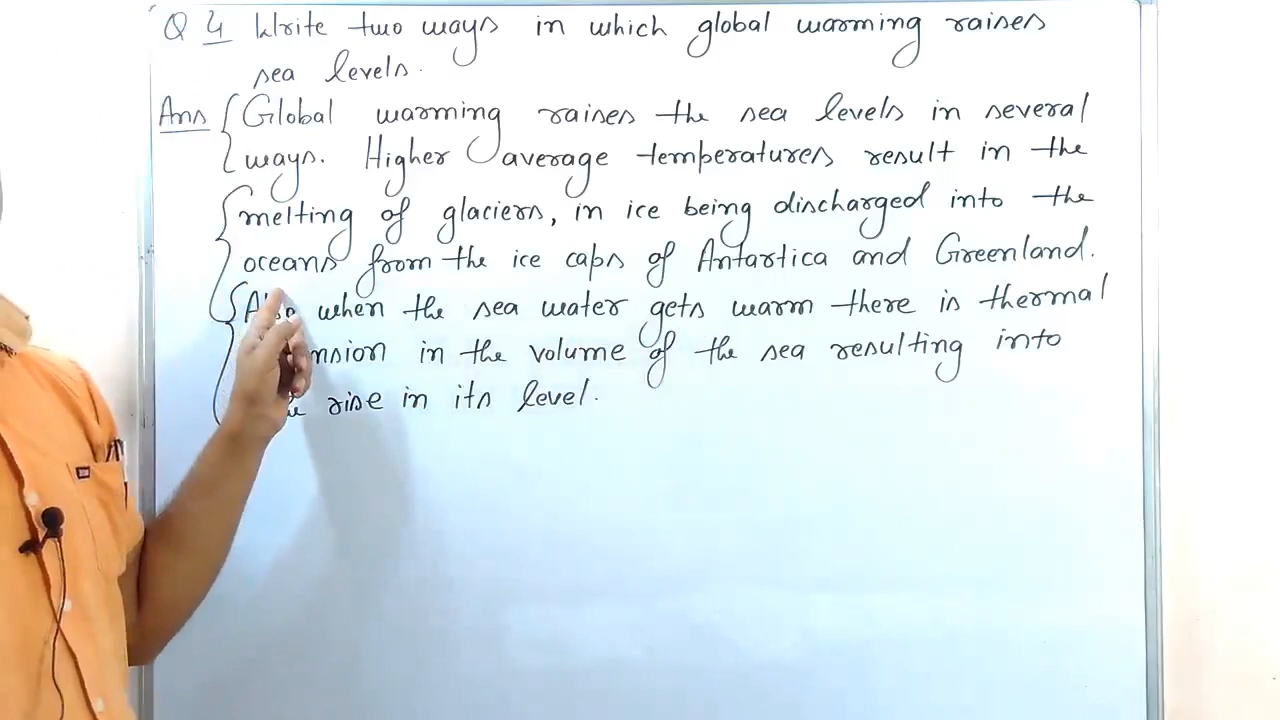 Q 4 Write two ways in which global warming raises
sea levels.
Ans Global warming raises the sea levels in several
ways. Higher average temperatures result in the
melting of glaciers, in ice being discharged into the
oceans from the ice caps of Antartica and Greenland.
Also when the sea water gets warm there is thermal
in the volume of the sea resulting into
rise in its level.